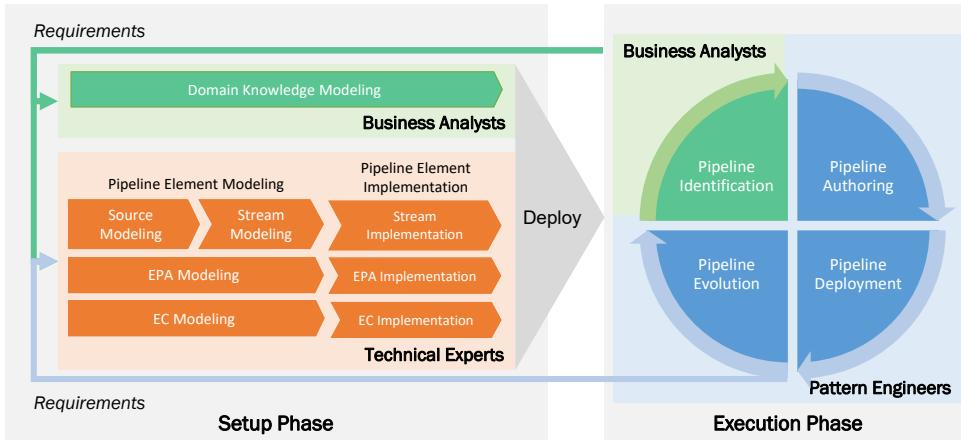 Requirements
Domain Knowledge Modeling
Business Analysts
Pipeline Element Modeling
Pipeline Element
Implementation
Source
Modeling
Stream
Modeling
Stream
Implementation
EPA Modeling
EPA Implementation
EC Modeling
EC Implementation
Technical Experts
Requirements
Setup Phase
Deploy
Business Analysts
Pipeline
Identification
Pipeline
Authoring
Pipeline
Evolution
Pipeline
Deployment
Pattern Engineers
Execution Phase